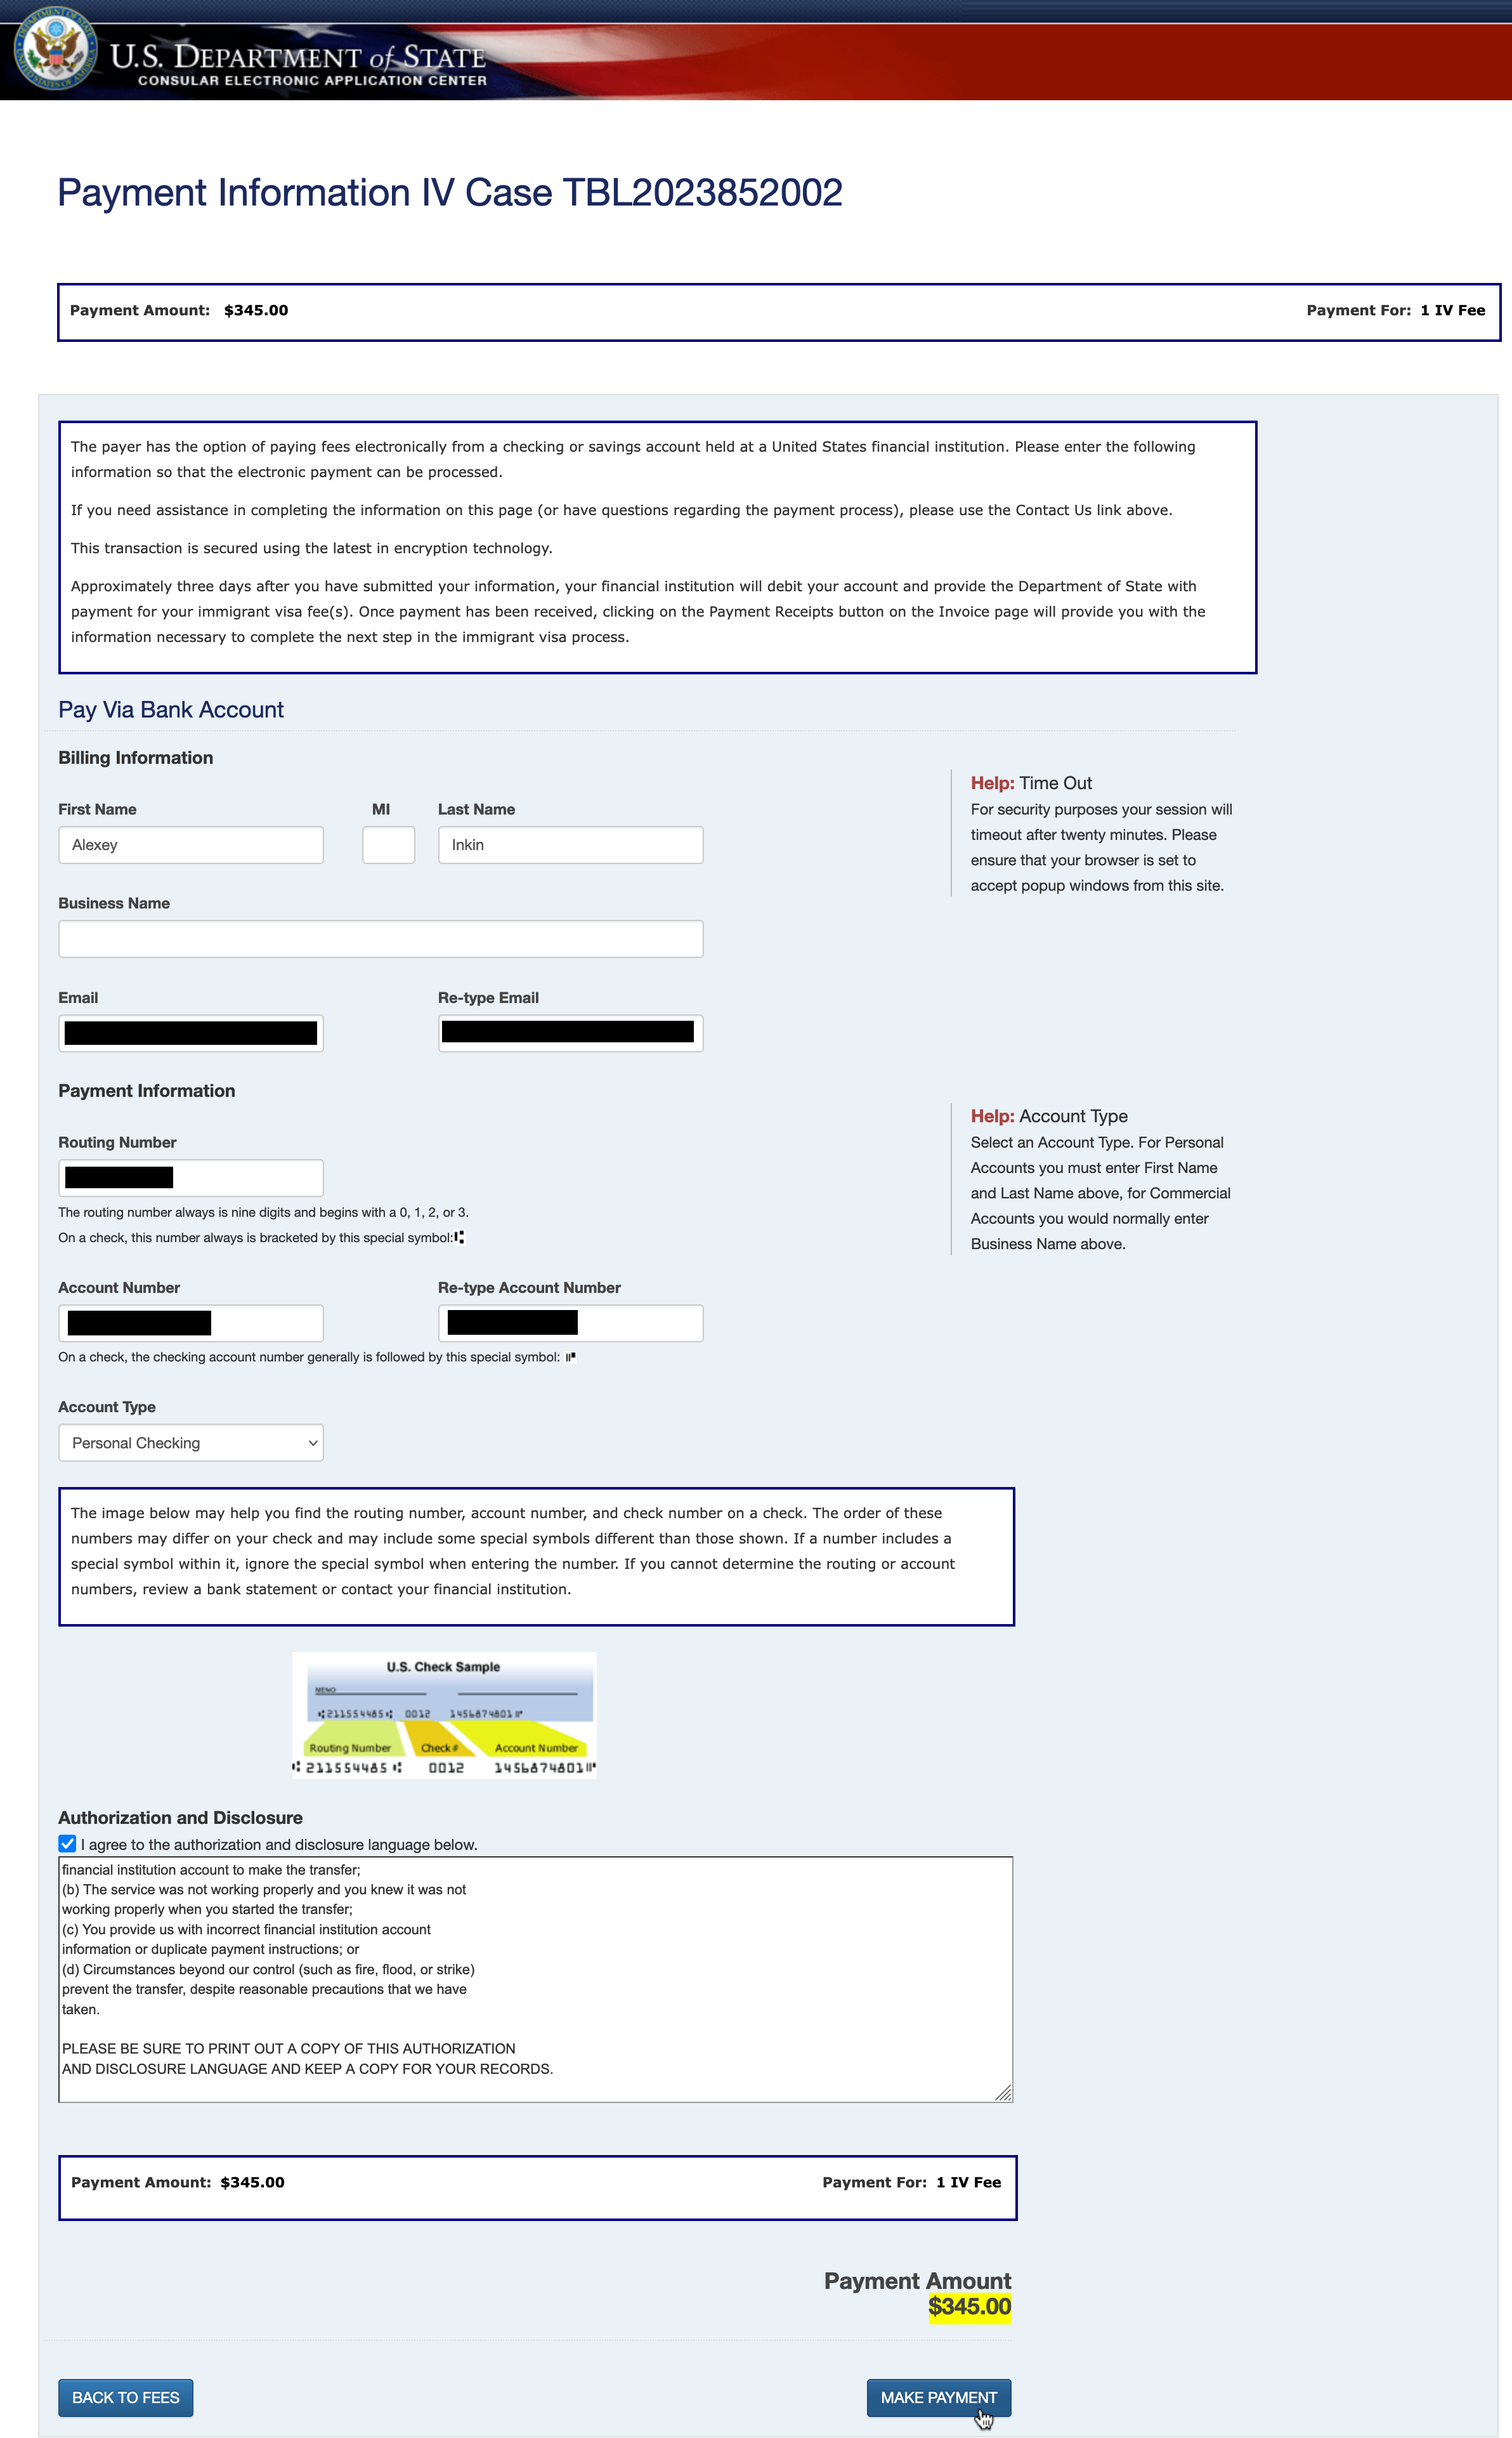 U.S. DEPARTMENT of STATE
CONSULAR ELECTRONIC APPLICATION CENTER
Payment Information IV Case TBL2023852002
Payment Amount: $345.00 Payment For: 1 IV Fee
The payer has the option of paying fees electronically from a checking or savings account held at a United States financial institution. Please enter the following
information so that the electronic payment can be processed.
If you need assistance in completing the information on this page (or have questions regarding the payment process), please use the Contact Us link above.
This transaction is secured using the latest in encryption technology.
Approximately three days after you have submitted your information, your financial institution will debit your account and provide the Department of State with
payment for your immigrant visa fee(s). Once payment has been received, clicking on the Payment Receipts button on the Invoice page will provide you with the
information necessary to complete the next step in the immigrant visa process.
Pay Via Bank Account
Billing Information
First Name MI Last Name
Alexey Inkin
Business Name
Email Re-type Email
Help: Time Out
For security purposes your session will
timeout after twenty minutes. Please
ensure that your browser is set to
accept popup windows from this site.
Payment Information
Routing Number
The routing number always is nine digits and begins with a 0, 1, 2, or 3.
On a check, this number always is bracketed by this special symbol:⑆
Help: Account Type
Select an Account Type. For Personal
Accounts you must enter First Name
and Last Name above, for Commercial
Accounts you would normally enter
Business Name above.
Account Number Re-type Account Number
On a check, the checking account number generally is followed by this special symbol: ⑈
Account Type
Personal Checking
The image below may help you find the routing number, account number, and check number on a check. The order of these
numbers may differ on your check and may include some special symbols different than those shown. If a number includes a
special symbol within it, ignore the special symbol when entering the number. If you cannot determine the routing or account
numbers, review a bank statement or contact your financial institution.
U.S. Check Sample
MEMO
⑆211554485⑆ 0012 1456874801⑈
Routing Number Check# Account Number
⑆211554485⑆ 0012 1456874801⑈
Authorization and Disclosure
I agree to the authorization and disclosure language below.
financial institution account to make the transfer;
(b) The service was not working properly and you knew it was not
working properly when you started the transfer;
(c) You provide us with incorrect financial institution account
information or duplicate payment instructions; or
(d) Circumstances beyond our control (such as fire, flood, or strike)
prevent the transfer, despite reasonable precautions that we have
taken.
PLEASE BE SURE TO PRINT OUT A COPY OF THIS AUTHORIZATION
AND DISCLOSURE LANGUAGE AND KEEP A COPY FOR YOUR RECORDS.
Payment Amount: $345.00 Payment For: 1 IV Fee
Payment Amount
$345.00
BACK TO FEES MAKE PAYMENT